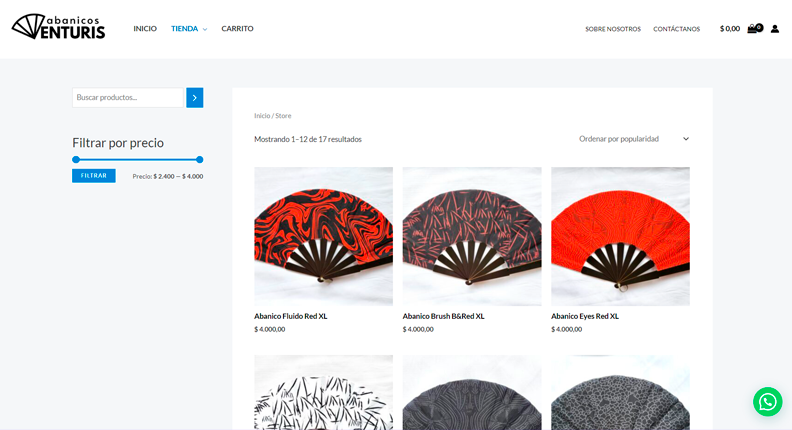 abanicos
VENTURIS
INICIO
TIENDA
CARRITO
SOBRE NOSOTROS
CONTÁCTANOS
$ 0,00
0
Buscar productos...
Filtrar por precio
FILTRAR
Precio: $ 2.400 — $ 4.000
Inicio / Store
Mostrando 1–12 de 17 resultados
Ordenar por popularidad
Abanico Fluido Red XL
$ 4.000,00
Abanico Brush B&Red XL
$ 4.000,00
Abanico Eyes Red XL
$ 4.000,00